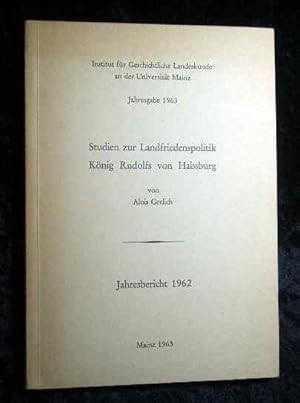 Institut für Geschichtliche Landeskunde
an der Universität Mainz
Jahresgabe 1963
Studien zur Landfriedenspolitik
König Rudolfs von Habsburg
von
Alois Gerlich
Jahresbericht 1962
Mainz 1963